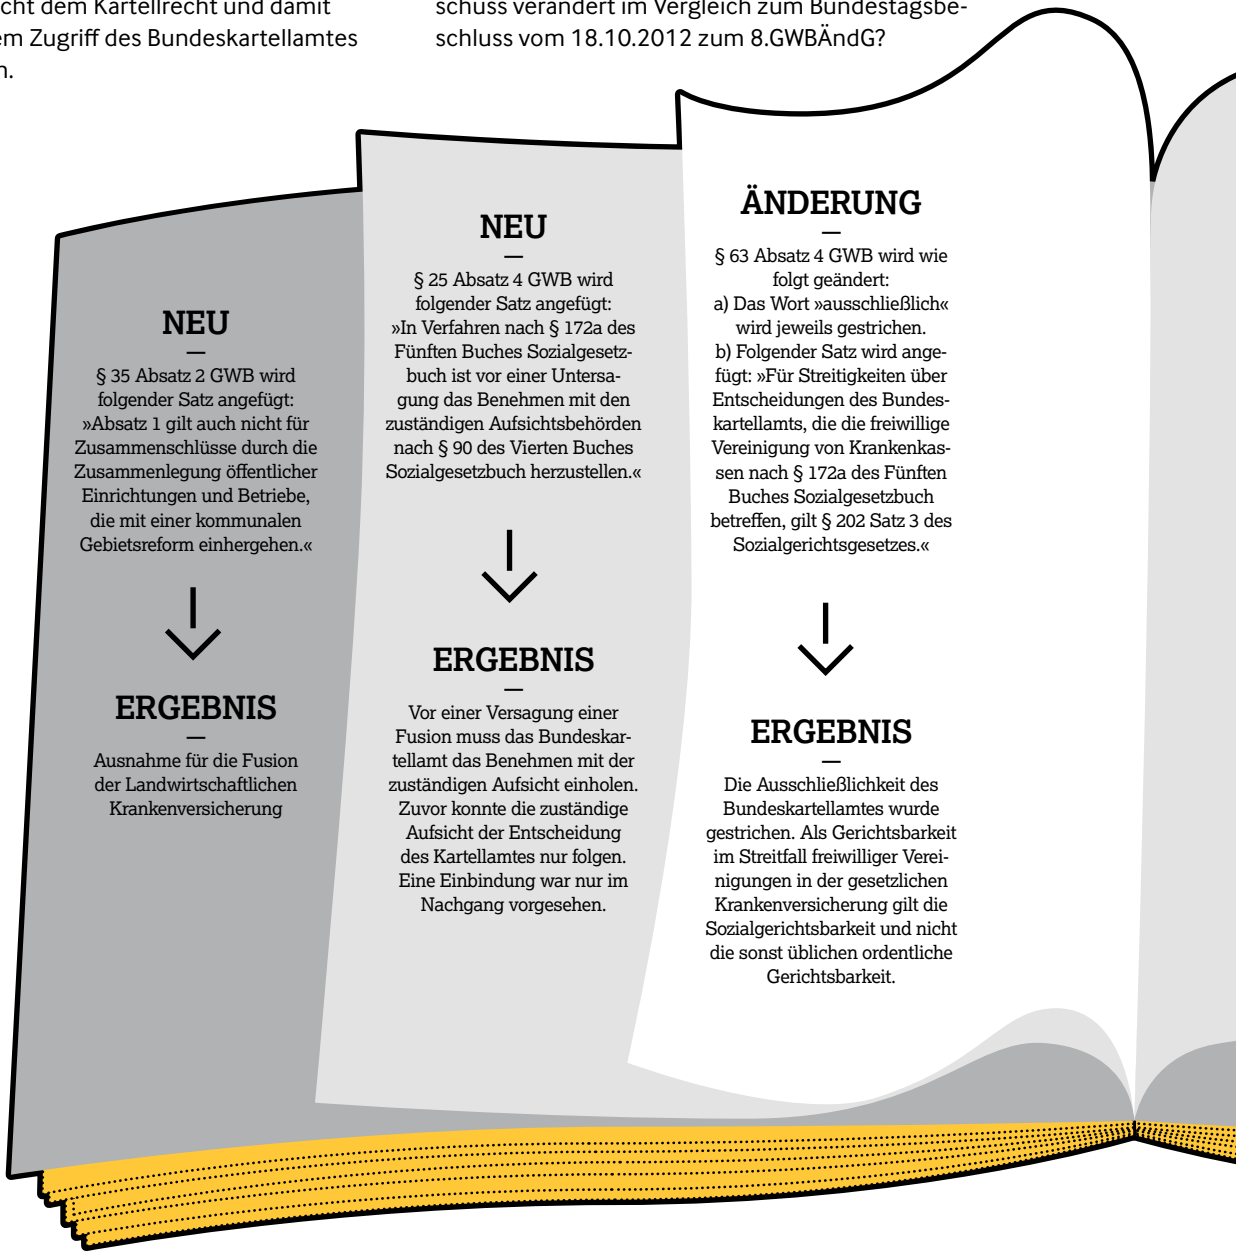 cht dem Kartellrecht und damit
em Zugriff des Bundeskartellamtes
n.
schuss verändert im Vergleich zum Bundestagsbe-
schluss vom 18.10.2012 zum 8.GWBÄndG?
NEU
—
§ 35 Absatz 2 GWB wird
folgender Satz angefügt:
»Absatz 1 gilt auch nicht für
Zusammenschlüsse durch die
Zusammenlegung öffentlicher
Einrichtungen und Betriebe,
die mit einer kommunalen
Gebietsreform einhergehen.«
ERGEBNIS
—
Ausnahme für die Fusion
der Landwirtschaftlichen
Krankenversicherung
NEU
—
§ 25 Absatz 4 GWB wird
folgender Satz angefügt:
»In Verfahren nach § 172a des
Fünften Buches Sozialgesetz-
buch ist vor einer Untersa-
gung das Benehmen mit den
zuständigen Aufsichtsbehörden
nach § 90 des Vierten Buches
Sozialgesetzbuch herzustellen.«
ERGEBNIS
—
Vor einer Versagung einer
Fusion muss das Bundeskar-
tellamt das Benehmen mit der
zuständigen Aufsicht einholen.
Zuvor konnte die zuständige
Aufsicht der Entscheidung
des Kartellamtes nur folgen.
Eine Einbindung war nur im
Nachgang vorgesehen.
ÄNDERUNG
—
§ 63 Absatz 4 GWB wird wie
folgt geändert:
a) Das Wort »ausschließlich«
wird jeweils gestrichen.
b) Folgender Satz wird ange-
fügt: »Für Streitigkeiten über
Entscheidungen des Bundes-
kartellamts, die die freiwillige
Vereinigung von Krankenkas-
sen nach § 172a des Fünften
Buches Sozialgesetzbuch
betreffen, gilt § 202 Satz 3 des
Sozialgerichtsgesetzes.«
ERGEBNIS
—
Die Ausschließlichkeit des
Bundeskartellamtes wurde
gestrichen. Als Gerichtsbarkeit
im Streitfall freiwilliger Verei-
nigungen in der gesetzlichen
Krankenversicherung gilt die
Sozialgerichtsbarkeit und nicht
die sonst üblichen ordentliche
Gerichtsbarkeit.